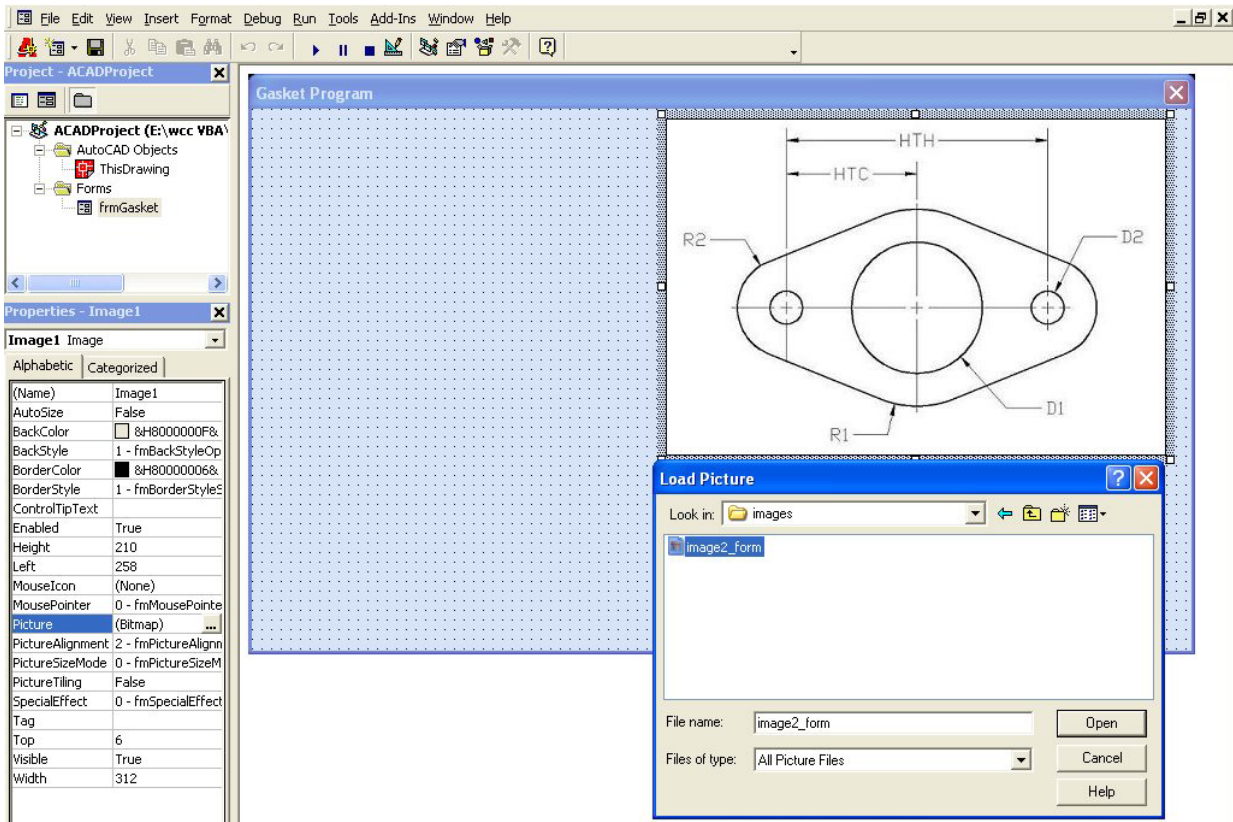 File Edit View Insert Format Debug Run Tools Add-Ins Window Help
Project - ACADProject
ACADProject (E:\wcc VBA\
AutoCAD Objects
ThisDrawing
Forms
frmGasket
Properties - Image1
Image1 Image
Alphabetic Categorized
(Name) Image1
AutoSize False
BackColor &H8000000F&
BackStyle 1 - fmBackStyleOp
BorderColor &H80000006&
BorderStyle 1 - fmBorderStyleS
ControlTipText
Enabled True
Height 210
Left 258
MouseIcon (None)
MousePointer 0 - fmMousePointe
Picture (Bitmap) ...
PictureAlignment 2 - fmPictureAlignn
PictureSizeMode 0 - fmPictureSizeM
PictureTiling False
SpecialEffect 0 - fmSpecialEffect
Tag
Top 6
Visible True
Width 312
Gasket Program
HTH
HTC
R2
D2
D1
R1
Load Picture
Look in: images
image2_form
File name: image2_form
Open
Files of type: All Picture Files
Cancel
Help